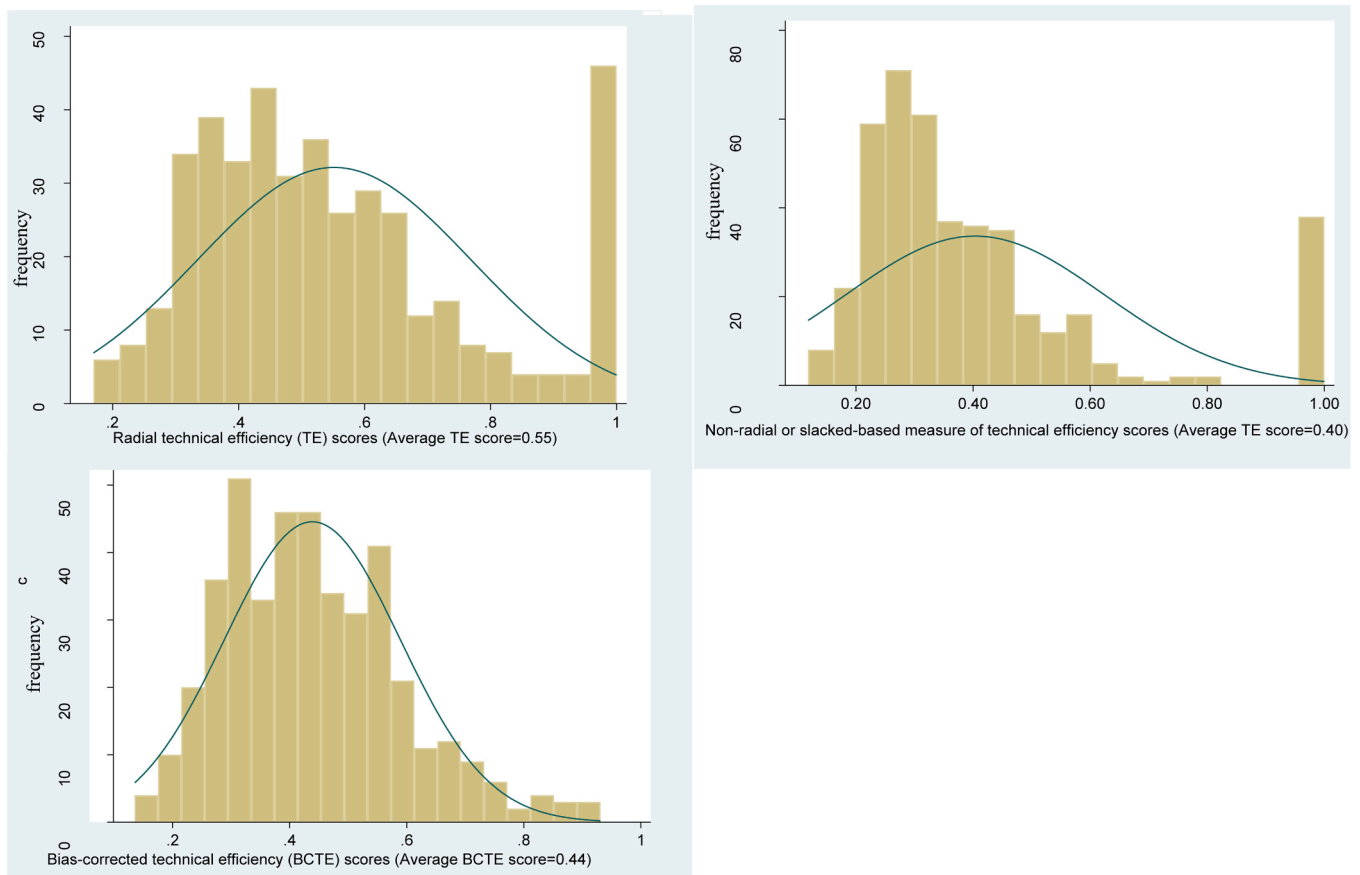 50
40
30
20
10
0
frequency
.2 .4 .6 .8 1
Radial technical efficiency (TE) scores (Average TE score=0.55)
80
60
40
20
0
frequency
0.20 0.40 0.60 0.80 1.00
Non-radial or slacked-based measure of technical efficiency scores (Average TE score=0.40)
50
40
30
20
10
0
c
frequency
.2 .4 .6 .8 1
Bias-corrected technical efficiency (BCTE) scores (Average BCTE score=0.44)